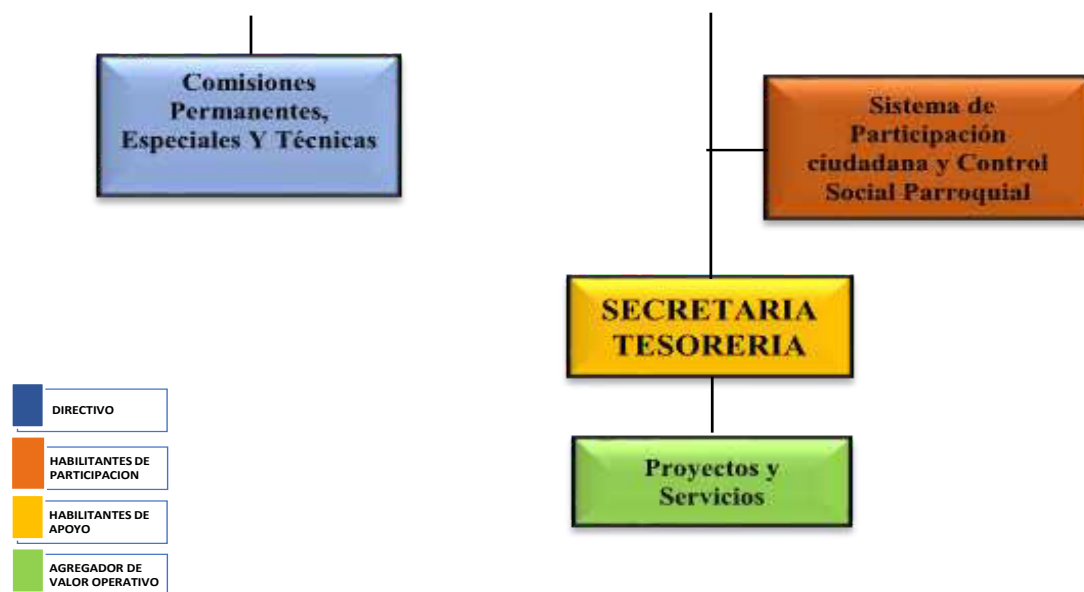 Comisiones
Permanentes,
Especiales Y Técnicas
Sistema de
Participación
ciudadana y Control
Social Parroquial
SECRETARIA
TESORERIA
Proyectos y
Servicios
DIRECTIVO
HABILITANTES DE
PARTICIPACION
HABILITANTES DE
APOYO
AGREGADOR DE
VALOR OPERATIVO